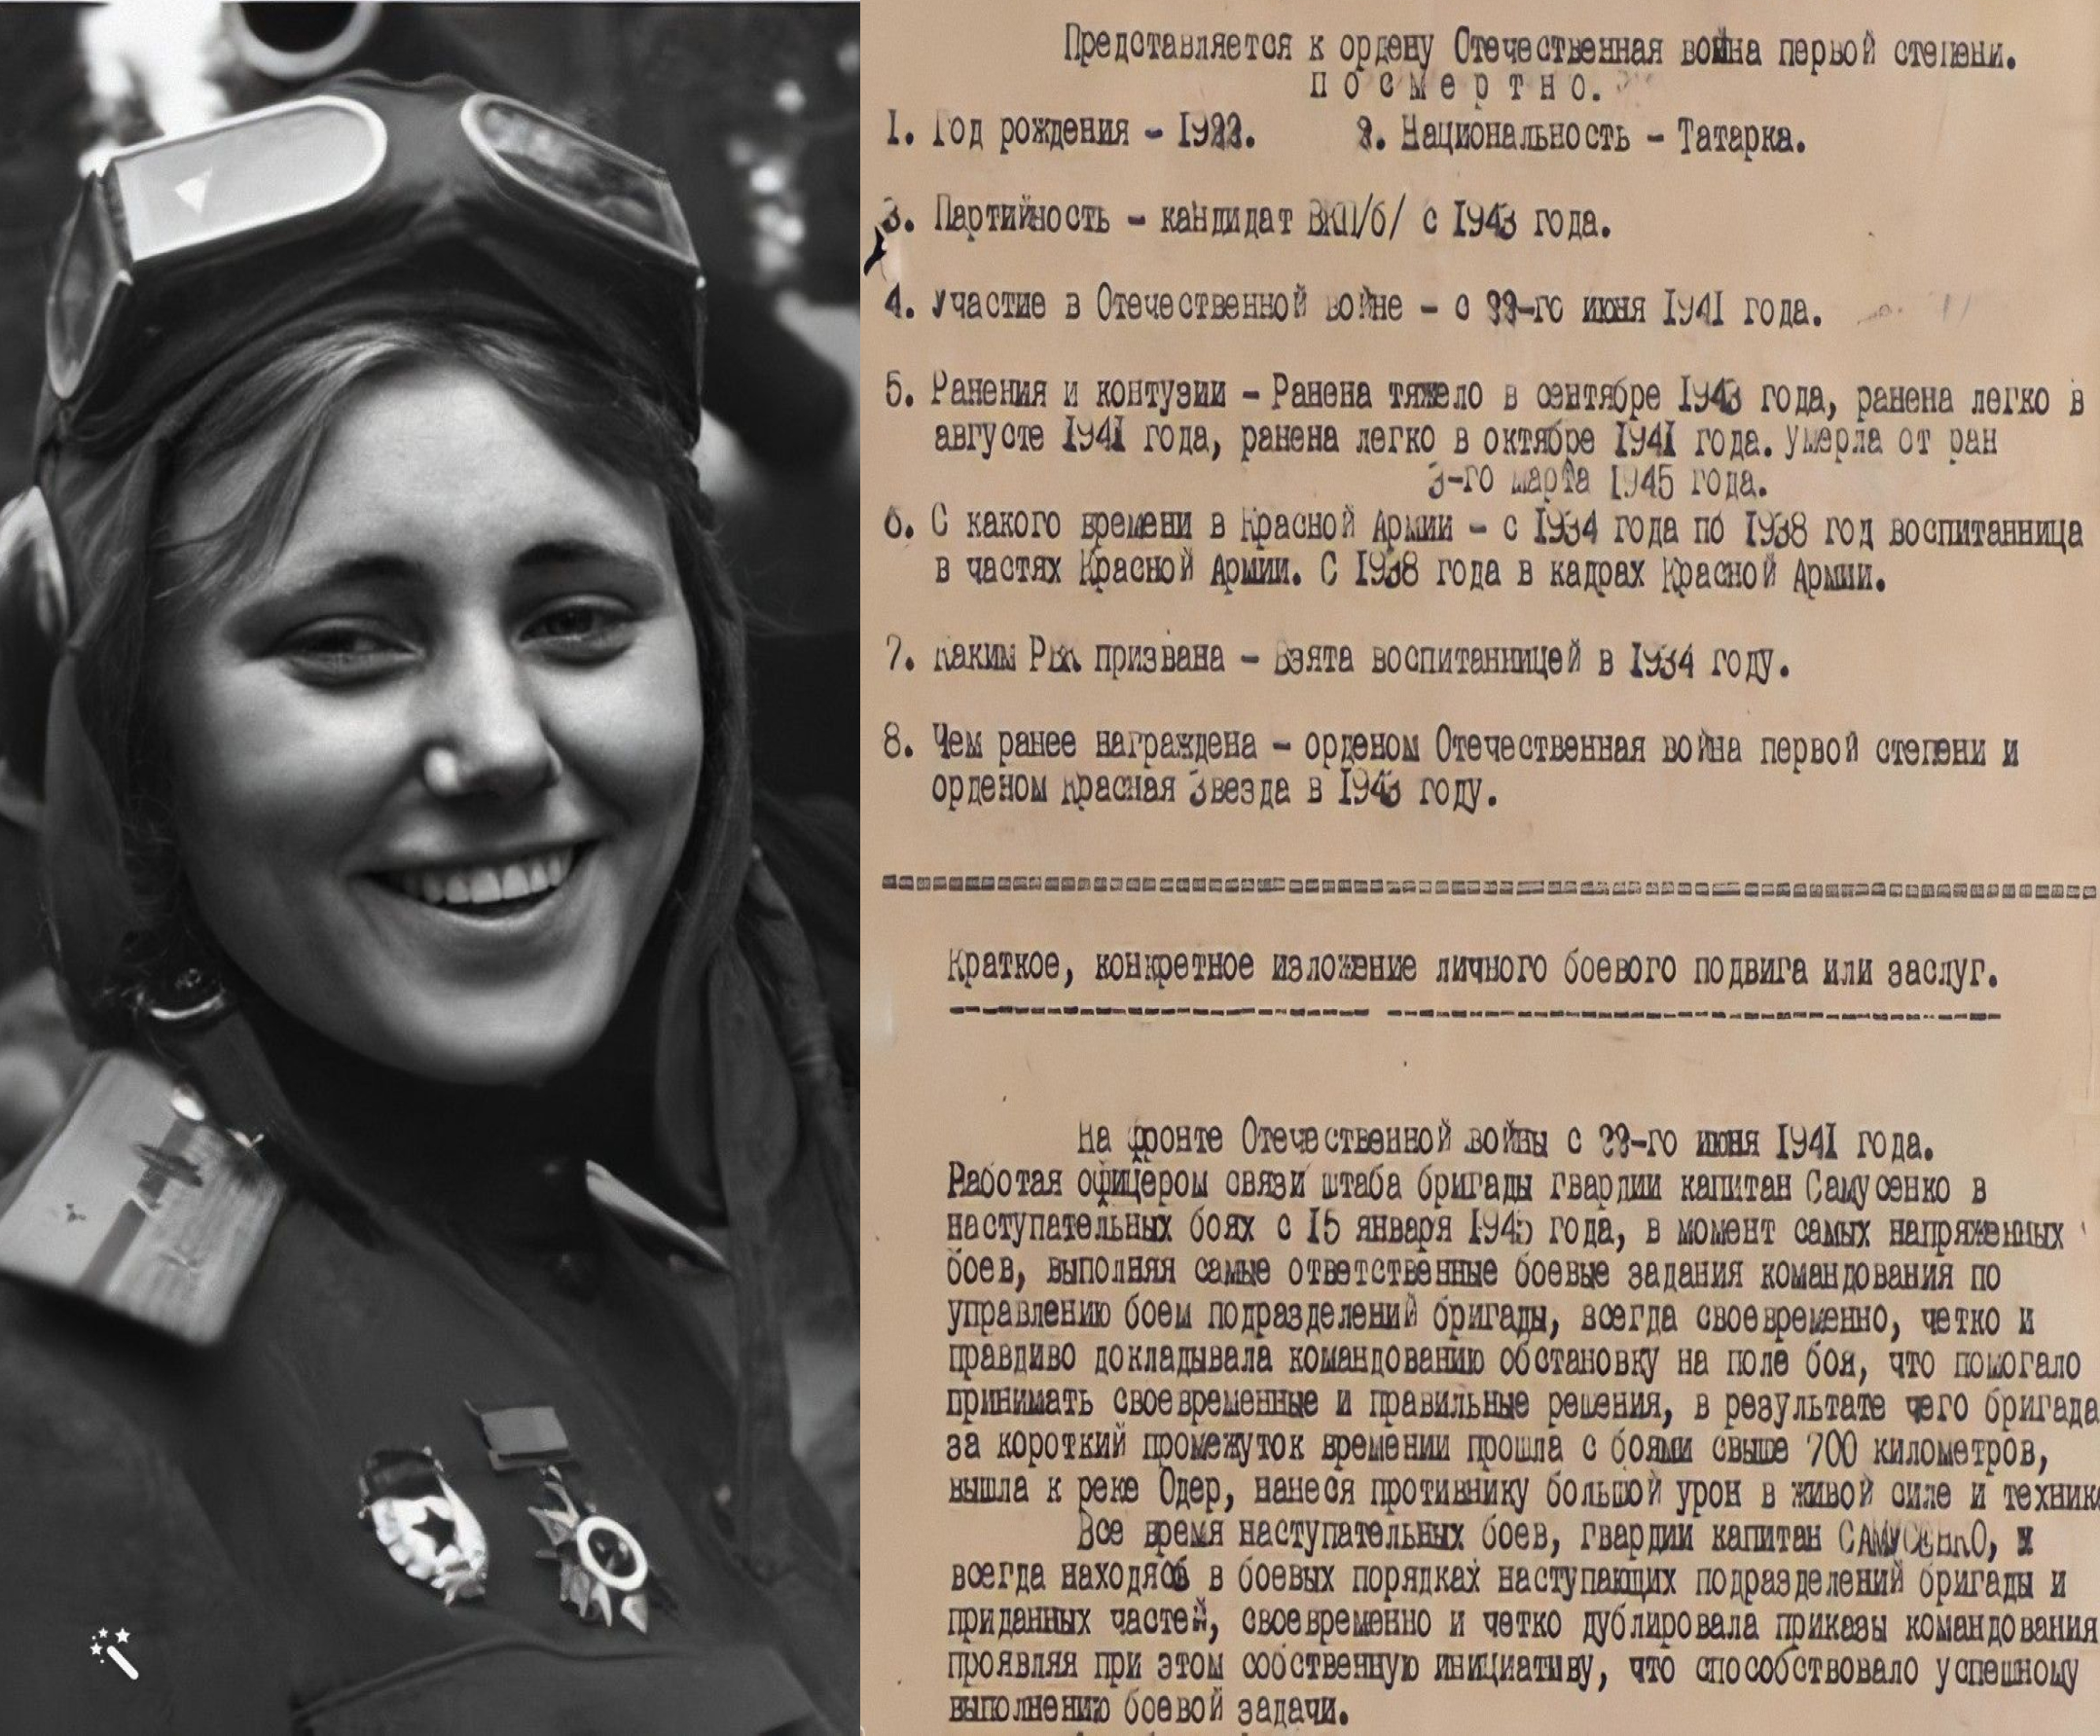 Представляется к ордену Отечественная война первой степени.
п о с м е р т н о.
1. Год рождения - 1922. 2. Национальность - Татарка.
3. Партийность - кандидат ВКП/б/ с 1943 года.
4. Участие в Отечественной войне - с 22-го июня 1941 года.
5. Ранения и контузии - Ранена тяжело в сентябре 1943 года, ранена легко в
августе 1941 года, ранена легко в октябре 1941 года. Умерла от ран
3-го марта 1945 года.
6. С какого времени в Красной Армии - с 1934 года по 1938 год воспитанница
в частях Красной Армии. С 1938 года в кадрах Красной Армии.
7. Каким РВК призвана - Взята воспитанницей в 1934 году.
8. Чем ранее награждена - орденом Отечественная война первой степени и
орденом Красная Звезда в 1943 году.
Краткое, конкретное изложение личного боевого подвига или заслуг.
На фронте Отечественной войны с 22-го июня 1941 года.
Работая офицером связи штаба бригады гвардии капитан Самусенко в
наступательных боях с 15 января 1945 года, в момент самых напряженных
боев, выполняя самые ответственные боевые задания командования по
управлению боем подразделений бригады, всегда своевременно, четко и
правдиво докладывала командованию обстановку на поле боя, что помогало
принимать своевременные и правильные решения, в результате чего бригада
за короткий промежуток времении прошла с боями свыше 700 километров,
вышла к реке Одер, нанеся противнику большой урон в живой силе и технике
Все время наступательных боев, гвардии капитан САМУСЕНКО,
всегда находясь в боевых порядках наступающих подразделений бригады и
приданных частей, своевременно и четко дублировала приказы командования
проявляя при этом собственную инициативу, что способствовало успешному
выполнению боевой задачи.